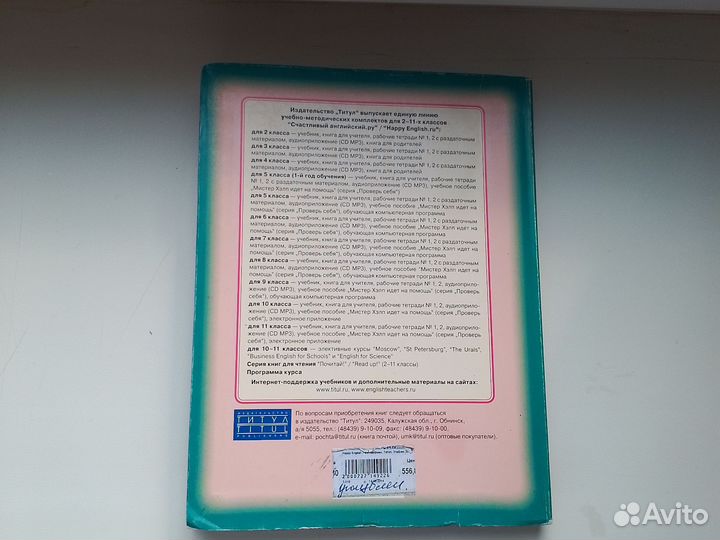 Издательство „Титул" выпускает единую линию
учебно-методических комплектов для 2–11-х классов
"Счастливый английский.ру" / "Happy English.ru":
для 2 класса — учебник, книга для учителя, рабочие тетради № 1, 2 с раздаточным
материалом, аудиоприложение (CD MP3), книга для родителей
для 3 класса — учебник, книга для учителя, рабочие тетради № 1, 2 с раздаточным
материалом, аудиоприложение (CD MP3), книга для родителей
для 4 класса — учебник, книга для учителя, рабочие тетради № 1, 2 с раздаточным
материалом, аудиоприложение (CD MP3), книга для родителей
для 5 класса (1-й год обучения) — учебник, книга для учителя, рабочие тетради
№ 1, 2 с раздаточным материалом, аудиоприложение (CD MP3), учебное пособие
„Мистер Хэлп идет на помощь" (серия „Проверь себя")
для 5 класса — учебник, книга для учителя, рабочие тетради № 1, 2 с раздаточным
материалом, аудиоприложение (CD MP3), учебное пособие „Мистер Хэлп идет на
помощь" (серия „Проверь себя"), обучающая компьютерная программа
для 6 класса — учебник, книга для учителя, рабочие тетради № 1, 2 с раздаточным
материалом, аудиоприложение (CD MP3), учебное пособие „Мистер Хэлп идет на
помощь" (серия „Проверь себя"), обучающая компьютерная программа
для 7 класса — учебник, книга для учителя, рабочие тетради № 1, 2 с раздаточным
материалом, аудиоприложение (CD MP3), учебное пособие „Мистер Хэлп идет на
помощь" (серия „Проверь себя"), обучающая компьютерная программа
для 8 класса — учебник, книга для учителя, рабочие тетради № 1, 2 с раздаточным
материалом, аудиоприложение (CD MP3), учебное пособие „Мистер Хэлп идет на
помощь" (серия „Проверь себя"), обучающая компьютерная программа
для 9 класса — учебник, книга для учителя, рабочие тетради № 1, 2, аудиоприло-
жение (CD MP3), учебное пособие „Мистер Хэлп идет на помощь" (серия „Проверь
себя"), обучающая компьютерная программа
для 10 класса — учебник, книга для учителя, рабочие тетради № 1, 2, аудиоприло-
жение (CD MP3), учебное пособие „Мистер Хэлп идет на помощь" (серия „Проверь
себя"), электронное приложение
для 11 класса — учебник, книга для учителя, рабочие тетради № 1, 2, аудиоприло-
жение (CD MP3), учебное пособие „Мистер Хэлп идет на помощь" (серия „Проверь
себя"), электронное приложение
для 10–11 классов — элективные курсы "Moscow", "St Petersburg", "The Urals",
"Business English for Schools" и "English for Science"
Серия книг для чтения "Почитай!" / "Read up!" (2–11 классы)
Программа курса
Интернет-поддержка учебников и дополнительные материалы на сайтах:
www.titul.ru, www.englishteachers.ru
ИЗДАТЕЛЬСТВО
ТИТУЛ
TITUL
PUBLISHERS
По вопросам приобретения книг следует обращаться
в издательство "Титул": 249035, Калужская обл., г. Обнинск,
а/я 5055, тел.: (48439) 9-10-09, факс: (48439) 9-10-00,
e-mail: pochta@titul.ru (книга почтой), umk@titul.ru (оптовые покупатели).
Happy English
556,
Avito